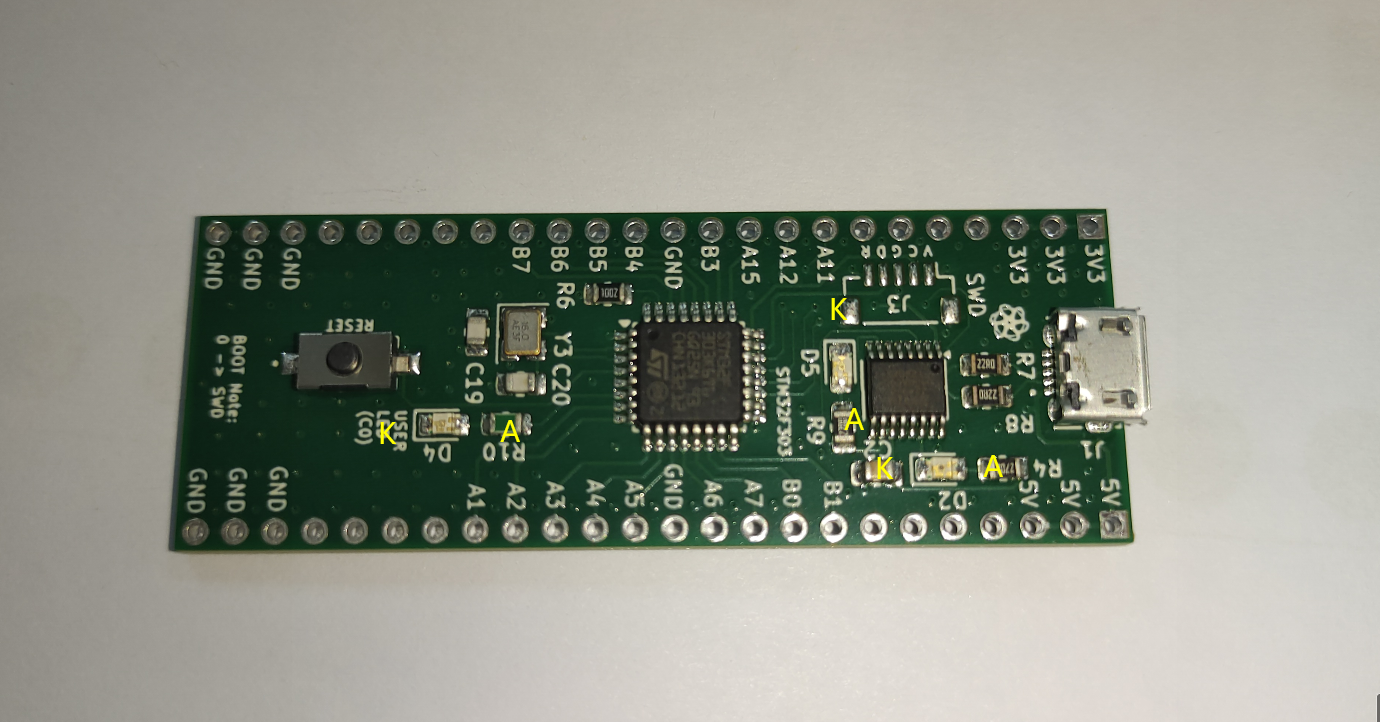 GND
GND
GND
B7
B6
B5
B4
GND
B3
A15
A12
A11
R
D
G
C
V
3V3
3V3
3V3
SWD
J3
K
RESET
R6
Y3
C20
C19
BOOT Note:
0 -> SWD
USER
(C0)
K
D4
A
R10
STM32F303
D5
A
R9
R7
R8
2200
2200
J1
K
D2
A
R4
GND
GND
GND
A1
A2
A3
A4
A5
GND
A6
A7
B0
B1
5V
5V
5V